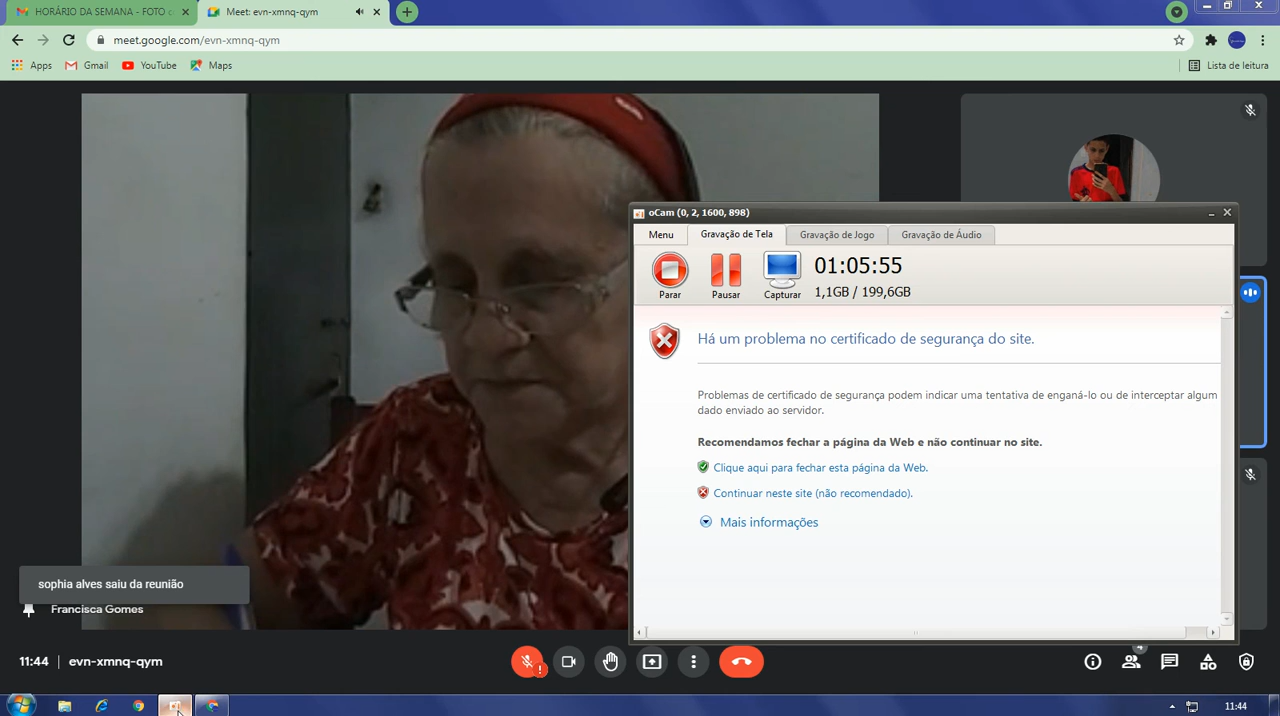 HORÁRIO DA SEMANA - FOTO
Meet: evn-xmnq-qym
meet.google.com/evn-xmnq-qym
Apps
Gmail
YouTube
Maps
Lista de leitura
oCam (0, 2, 1600, 898)
Menu
Gravação de Tela
Gravação de Jogo
Gravação de Áudio
Parar
Pausar
Capturar
01:05:55
1,1GB / 199,6GB
Há um problema no certificado de segurança do site.
Problemas de certificado de segurança podem indicar uma tentativa de enganá-lo ou de interceptar algum
dado enviado ao servidor.
Recomendamos fechar a página da Web e não continuar no site.
Clique aqui para fechar esta página da Web.
Continuar neste site (não recomendado).
Mais informações
sophia alves saiu da reunião
Francisca Gomes
11:44
evn-xmnq-qym
4
11:44